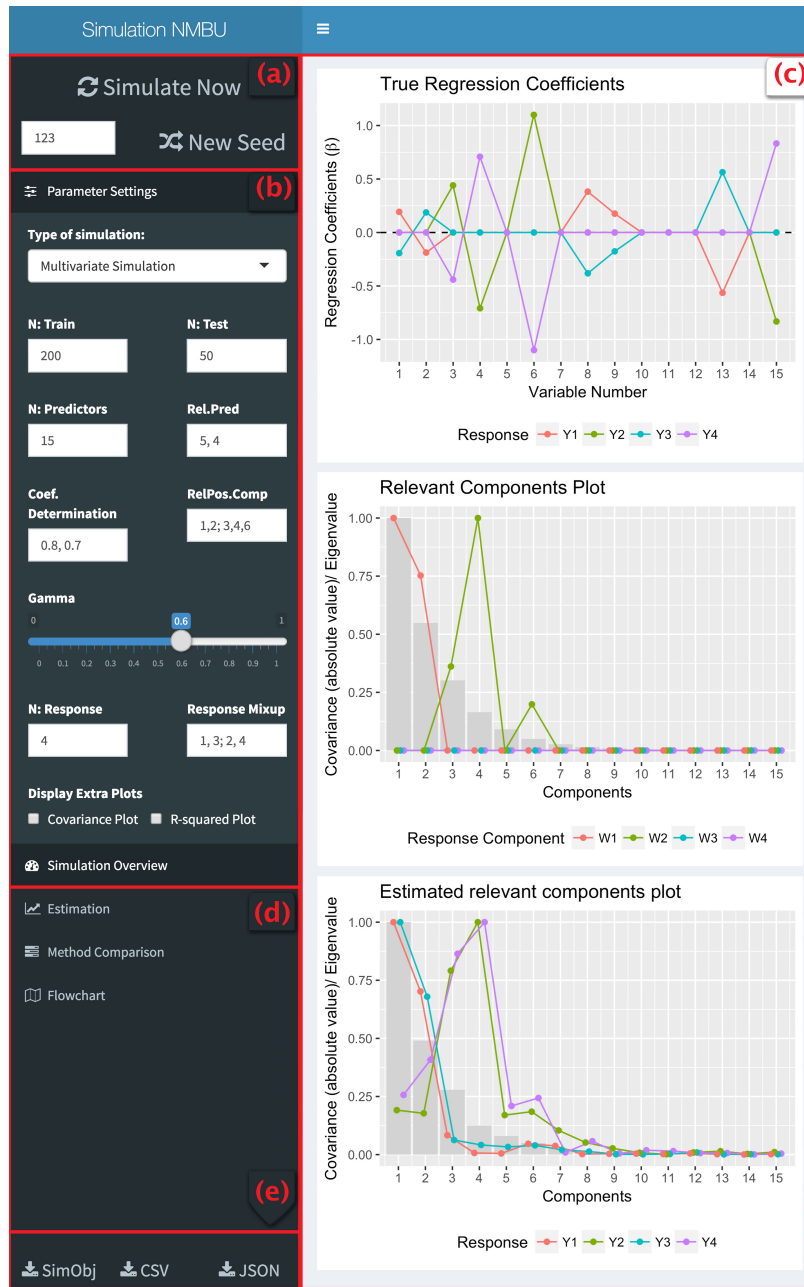 Simulation NMBU
(a)
Simulate Now
123
New Seed
(b)
Parameter Settings
Type of simulation:
Multivariate Simulation
N: Train
N: Test
200
50
N: Predictors
Rel.Pred
15
5, 4
Coef.
Determination
RelPos.Comp
0.8, 0.7
1,2; 3,4,6
Gamma
0
0.6
1
0 0.1 0.2 0.3 0.4 0.5 0.6 0.7 0.8 0.9 1
N: Response
Response Mixup
4
1, 3; 2, 4
Display Extra Plots
Covariance Plot
R-squared Plot
Simulation Overview
(d)
Estimation
Method Comparison
Flowchart
(e)
SimObj
CSV
JSON
(c)
True Regression Coefficients
Regression Coefficients (β)
1.0
0.5
0.0
-0.5
-1.0
1 2 3 4 5 6 7 8 9 10 11 12 13 14 15
Variable Number
Response Y1 Y2 Y3 Y4
Relevant Components Plot
Covariance (absolute value)/ Eigenvalue
1.00
0.75
0.50
0.25
0.00
1 2 3 4 5 6 7 8 9 10 11 12 13 14 15
Components
Response Component W1 W2 W3 W4
Estimated relevant components plot
Covariance (absolute value)/ Eigenvalue
1.00
0.75
0.50
0.25
0.00
1 2 3 4 5 6 7 8 9 10 11 12 13 14 15
Components
Response Y1 Y2 Y3 Y4